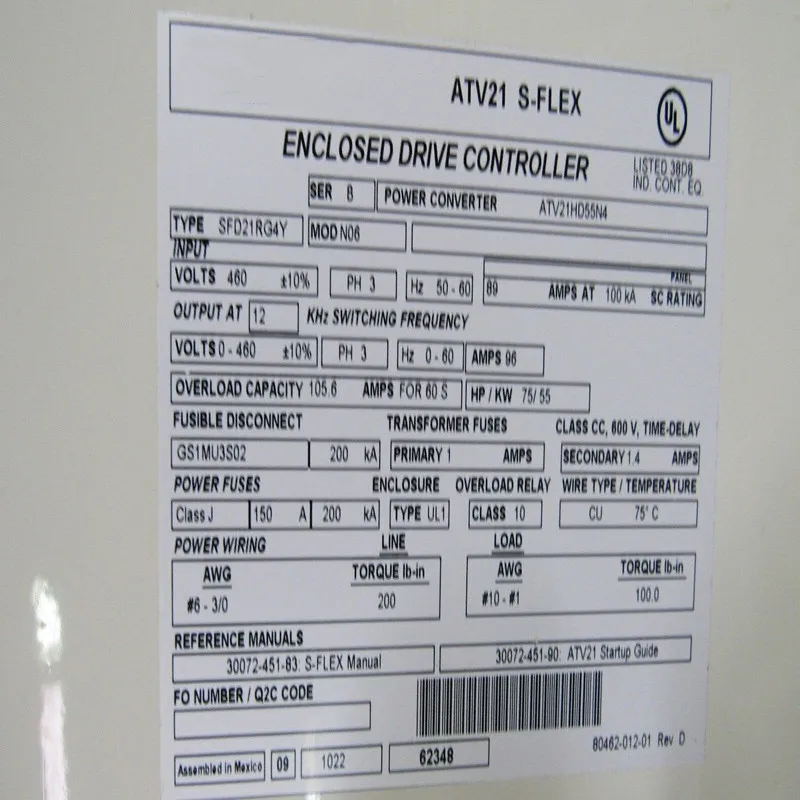 ATV21 S-FLEX
UL
ENCLOSED DRIVE CONTROLLER
LISTED 38D8
IND. CONT. EQ
SER B POWER CONVERTER ATV21HD55N4
TYPE SFD21RG4Y MOD N06
INPUT
VOLTS 460 ±10% PH 3 Hz 50-60 89 AMPS AT 100 kA PANEL SC RATING
OUTPUT AT 12 KHz SWITCHING FREQUENCY
VOLTS 0-460 ±10% PH 3 Hz 0-60 AMPS 96
OVERLOAD CAPACITY 105.6 AMPS FOR 60 S HP / KW 75/ 55
FUSIBLE DISCONNECT TRANSFORMER FUSES CLASS CC, 600 V, TIME-DELAY
GS1MU3S02 200 kA PRIMARY 1 AMPS SECONDARY 1.4 AMPS
POWER FUSES ENCLOSURE OVERLOAD RELAY WIRE TYPE / TEMPERATURE
Class J 150 A 200 kA TYPE UL1 CLASS 10 CU 75° C
POWER WIRING LINE LOAD
AWG TORQUE lb-in AWG TORQUE lb-in
#6 - 3/0 200 #10 - #1 100.0
REFERENCE MANUALS
30072-451-83: S-FLEX Manual 30072-451-90: ATV21 Startup Guide
FO NUMBER / Q2C CODE
80462-012-01 Rev D
Assembled in Mexico 09 1022 62348